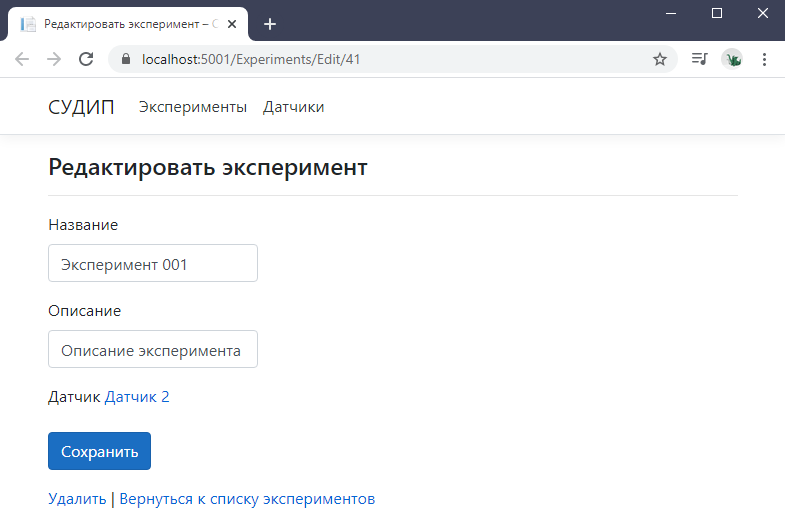 Редактировать эксперимент – С
localhost:5001/Experiments/Edit/41
СУДИП Эксперименты Датчики
Редактировать эксперимент
Название
Эксперимент 001
Описание
Описание эксперимента
Датчик Датчик 2
Сохранить
Удалить | Вернуться к списку экспериментов